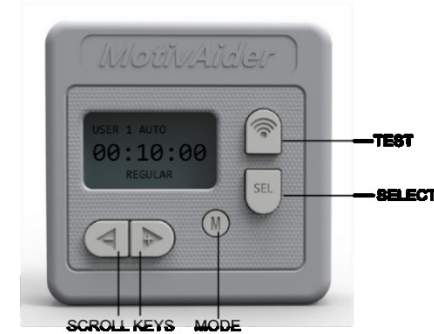 MotivAider
USER 1 AUTO
00:10:00
REGULAR
TEST
SEL
SELECT
M
SCROLL KEYS
MODE